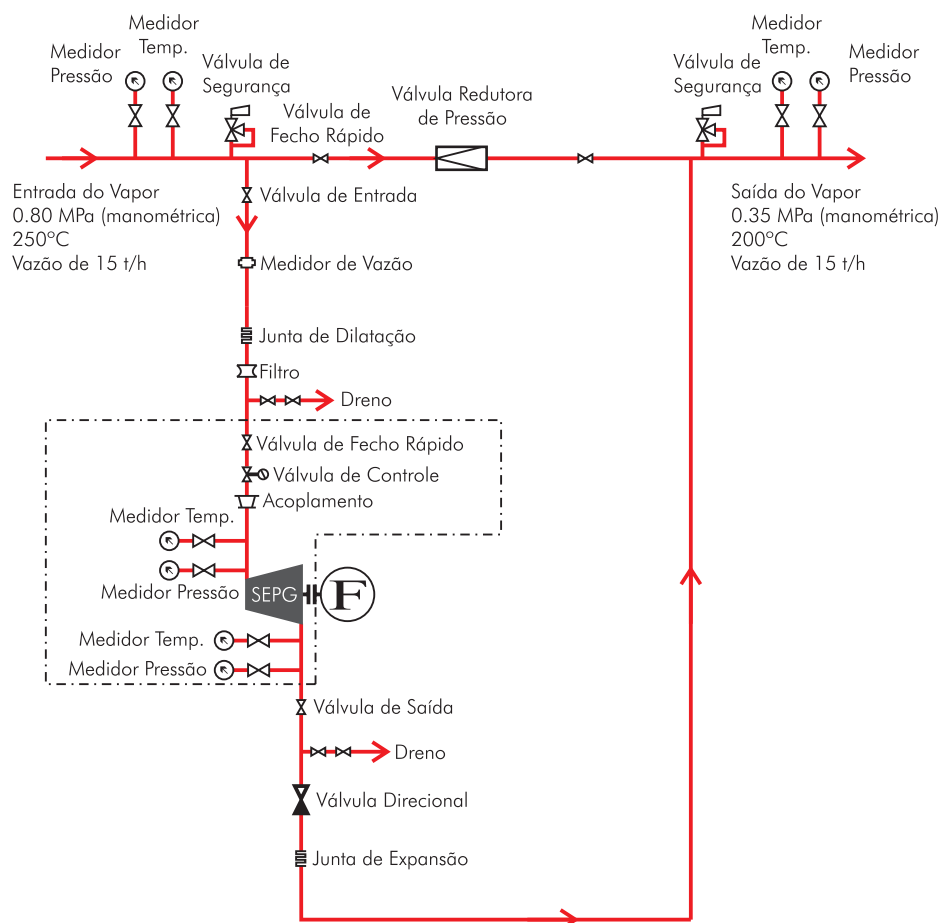 Medidor
Temp.
Medidor
Pressão
Válvula de
Segurança
Válvula de
Fecho Rápido
Válvula Redutora
de Pressão
Válvula de
Segurança
Medidor
Temp.
Medidor
Pressão
Entrada do Vapor
0.80 MPa (manométrica)
250ºC
Vazão de 15 t/h
Válvula de Entrada
Saída do Vapor
0.35 MPa (manométrica)
200ºC
Vazão de 15 t/h
Medidor de Vazão
Junta de Dilatação
Filtro
Dreno
Válvula de Fecho Rápido
Válvula de Controle
Acoplamento
Medidor Temp.
Medidor Pressão
SEPG
F
Medidor Temp.
Medidor Pressão
Válvula de Saída
Dreno
Válvula Direcional
Junta de Expansão